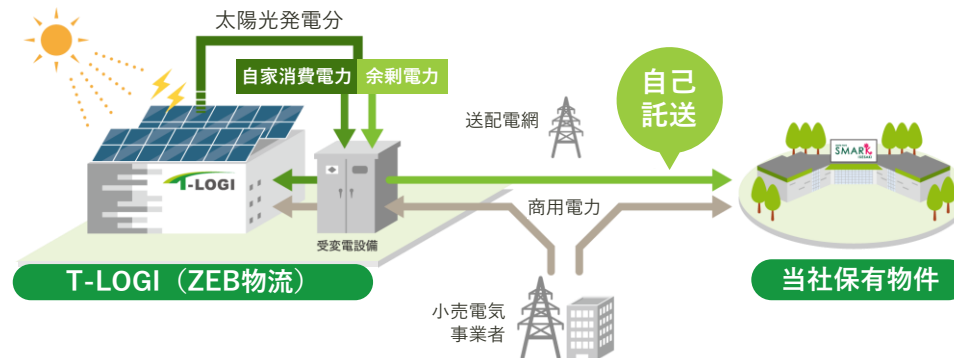 太陽光発電分
自家消費電力
余剰電力
自己
託送
送配電網
T-LOGI
SMARK
商用電力
受変電設備
T-LOGI（ZEB物流）
当社保有物件
小売電気
事業者